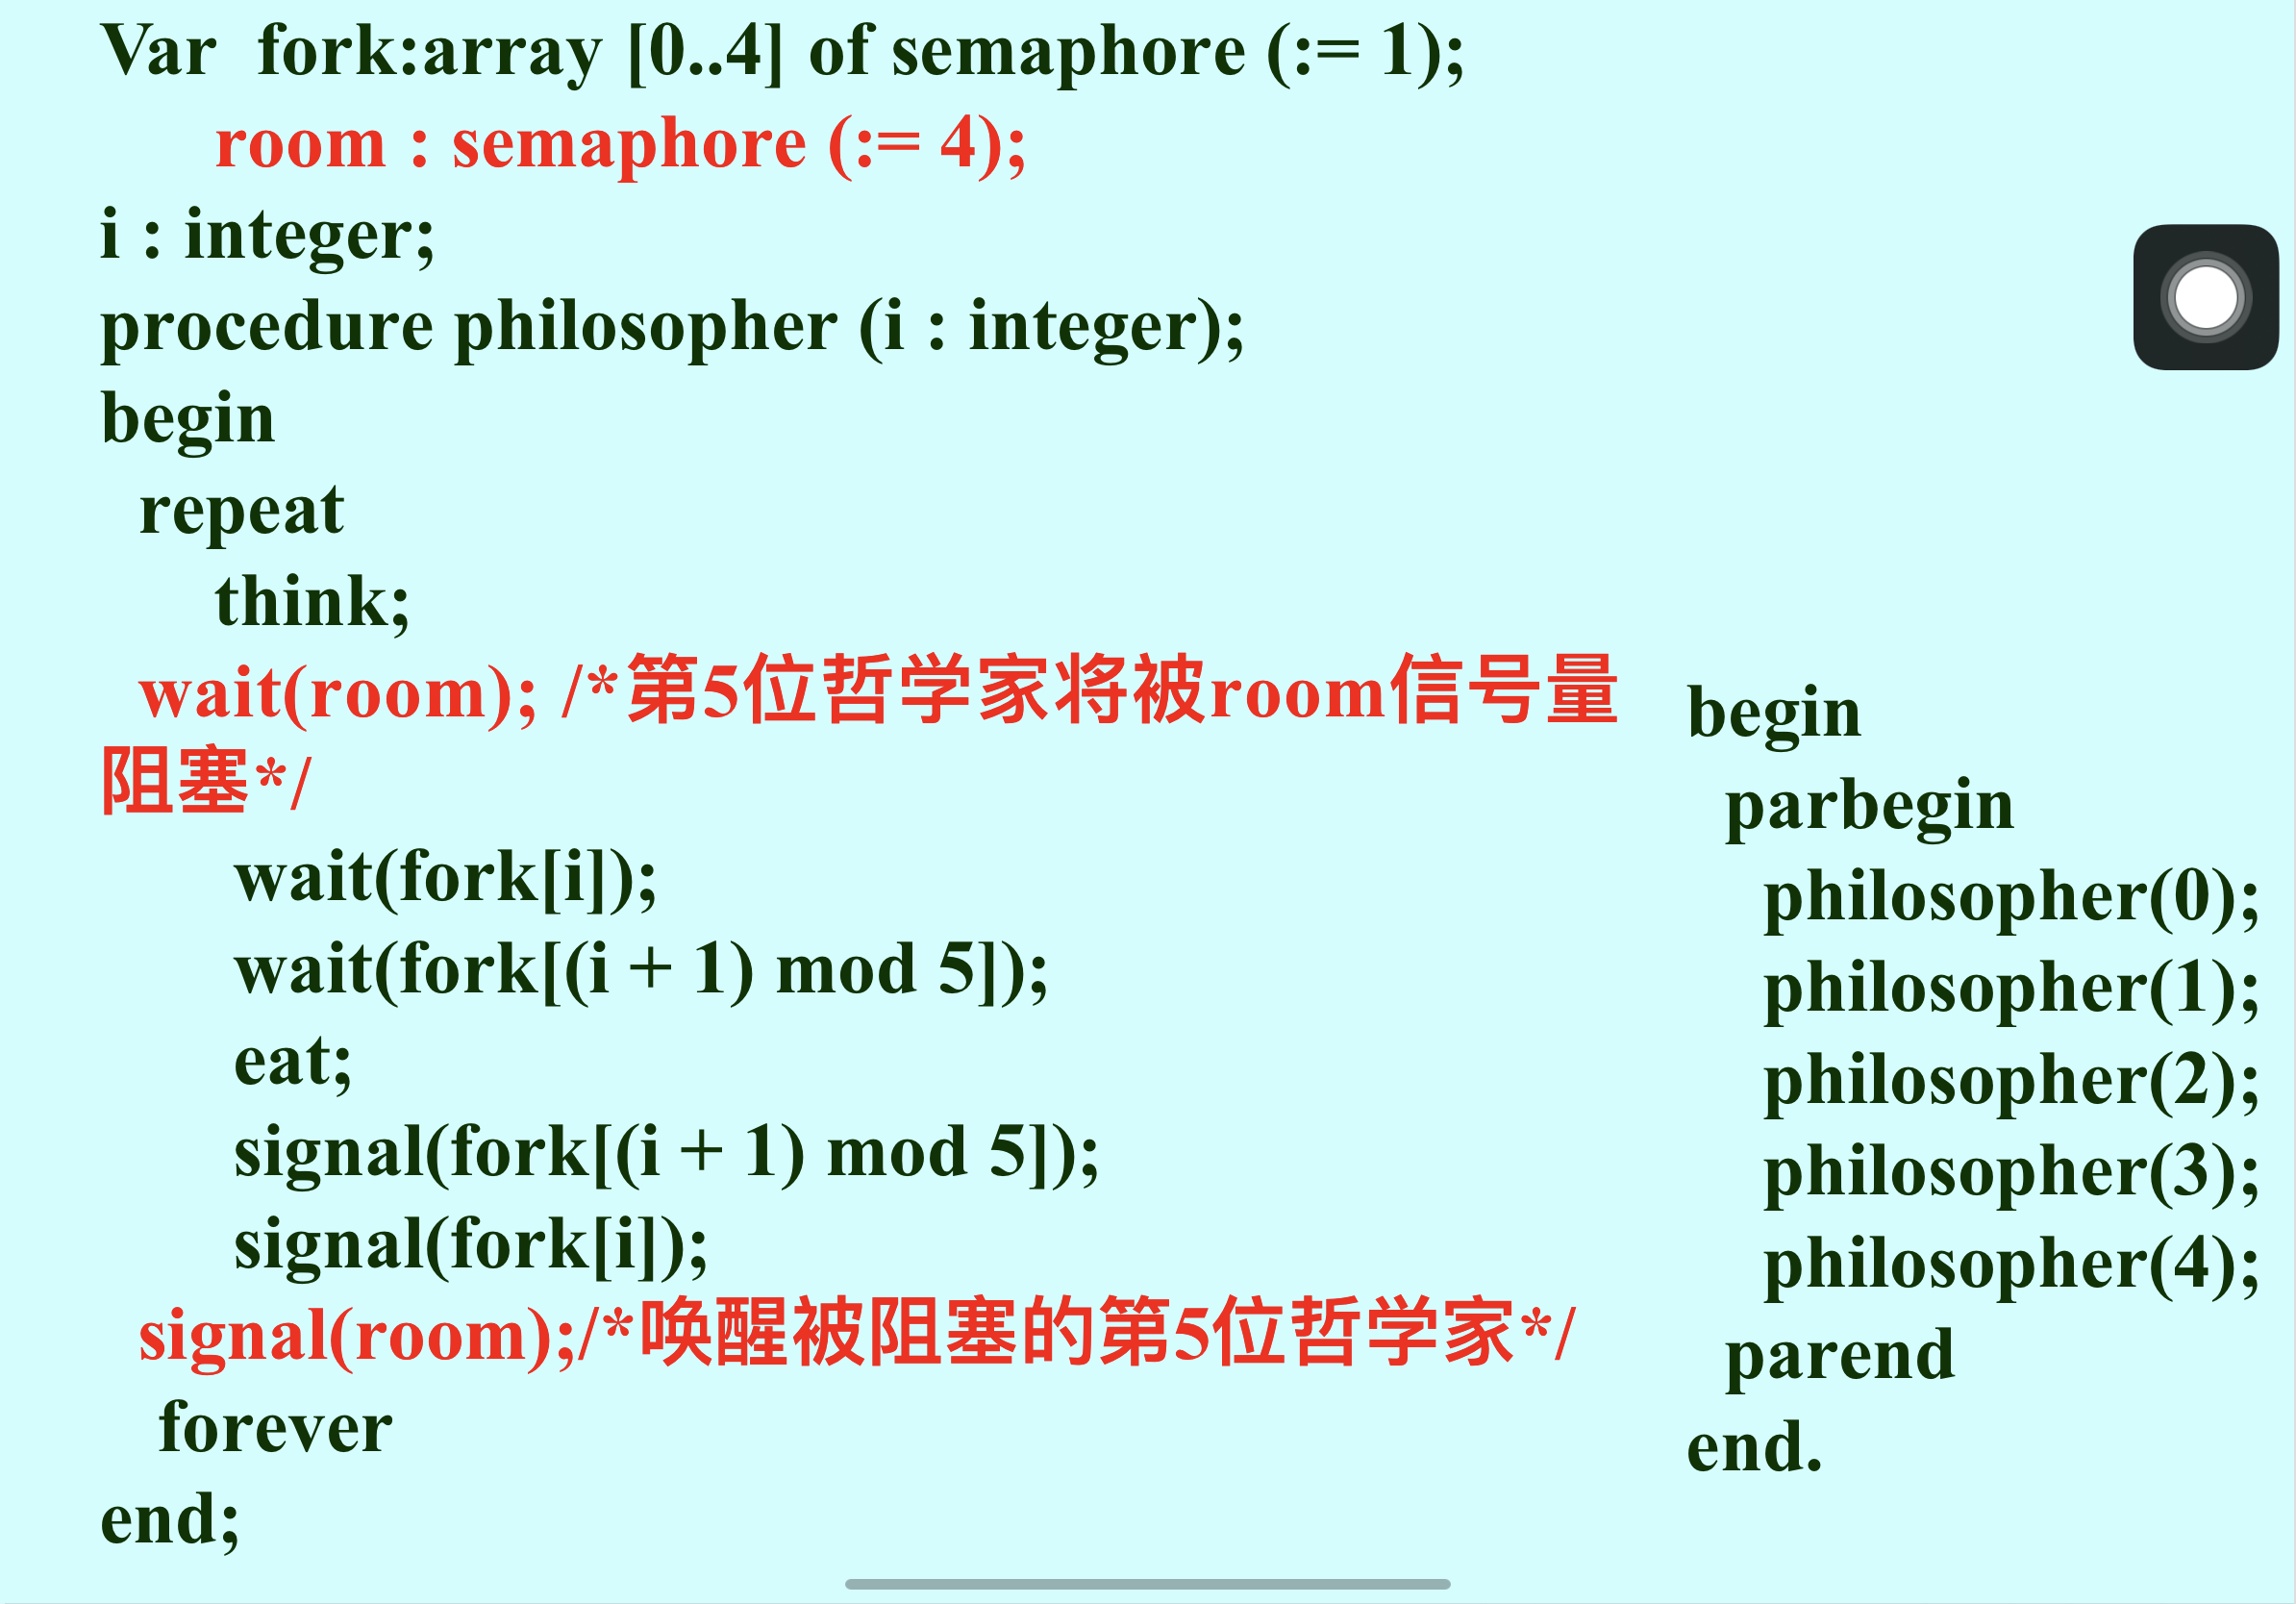 Var fork:array [0..4] of semaphore (:= 1);
room : semaphore (:= 4);
i : integer;
procedure philosopher (i : integer);
begin
repeat
think;
wait(room); /*第5位哲学家将被room信号量
阻塞*/
wait(fork[i]);
wait(fork[(i + 1) mod 5]);
eat;
signal(fork[(i + 1) mod 5]);
signal(fork[i]);
signal(room);/*唤醒被阻塞的第5位哲学家*/
forever
end;
begin
parbegin
philosopher(0);
philosopher(1);
philosopher(2);
philosopher(3);
philosopher(4);
parend
end.